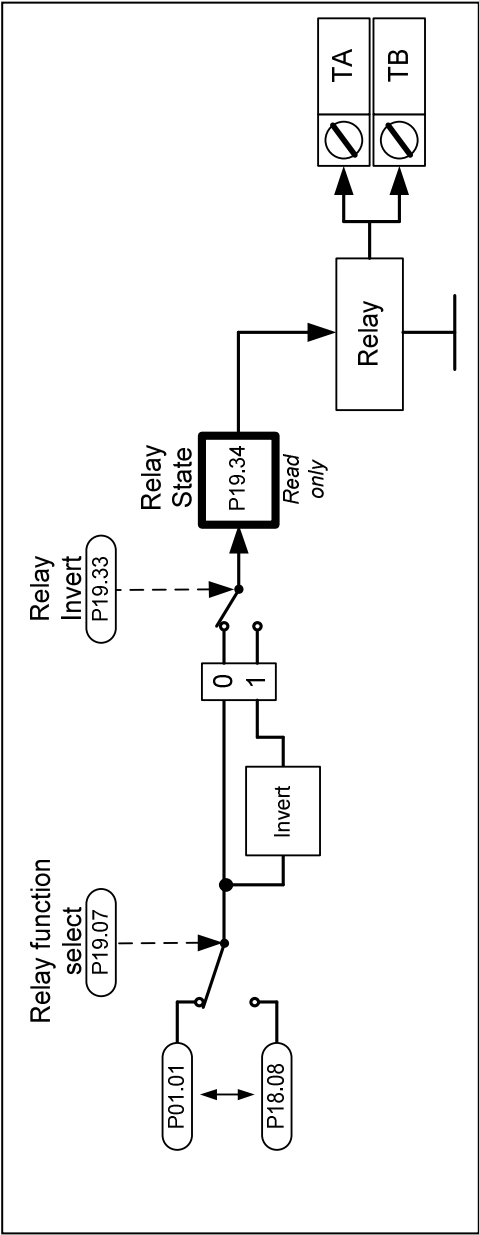 Relay function
select
P19.07
Relay
Invert
P19.33
Relay
State
P19.34
Read
only
P01.01
P18.08
Invert
0
1
Relay
TA
TB